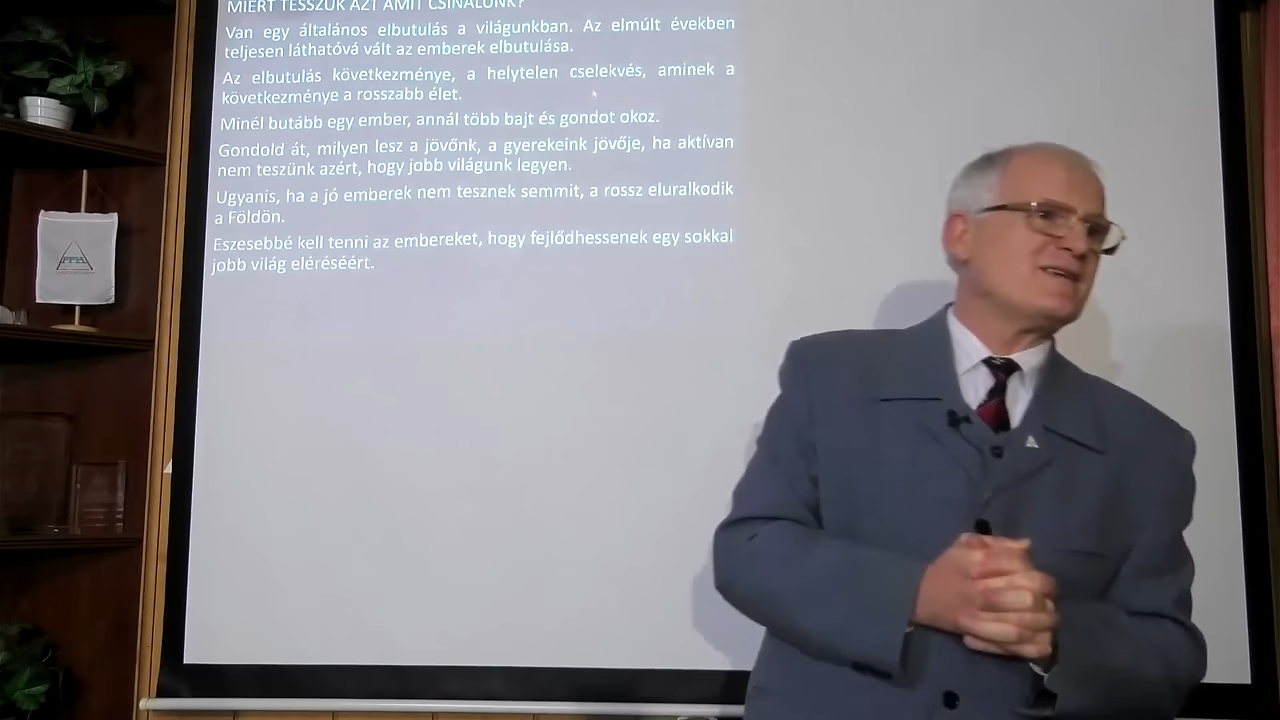 MIÉRT TESSZÜK AZT AMIT CSINÁLUNK?
Van egy általános elbutulás a világunkban. Az elmúlt években
teljesen láthatóvá vált az emberek elbutulása.
Az elbutulás következménye, a helytelen cselekvés, aminek a
következménye a rosszabb élet.
Minél butább egy ember, annál több bajt és gondot okoz.
Gondold át, milyen lesz a jövőnk, a gyerekeink jövője, ha aktívan
nem teszünk azért, hogy jobb világunk legyen.
Ugyanis, ha a jó emberek nem tesznek semmit, a rossz eluralkodik
a Földön.
Eszesebbé kell tenni az embereket, hogy fejlődhessenek egy sokkal
jobb világ eléréséért.